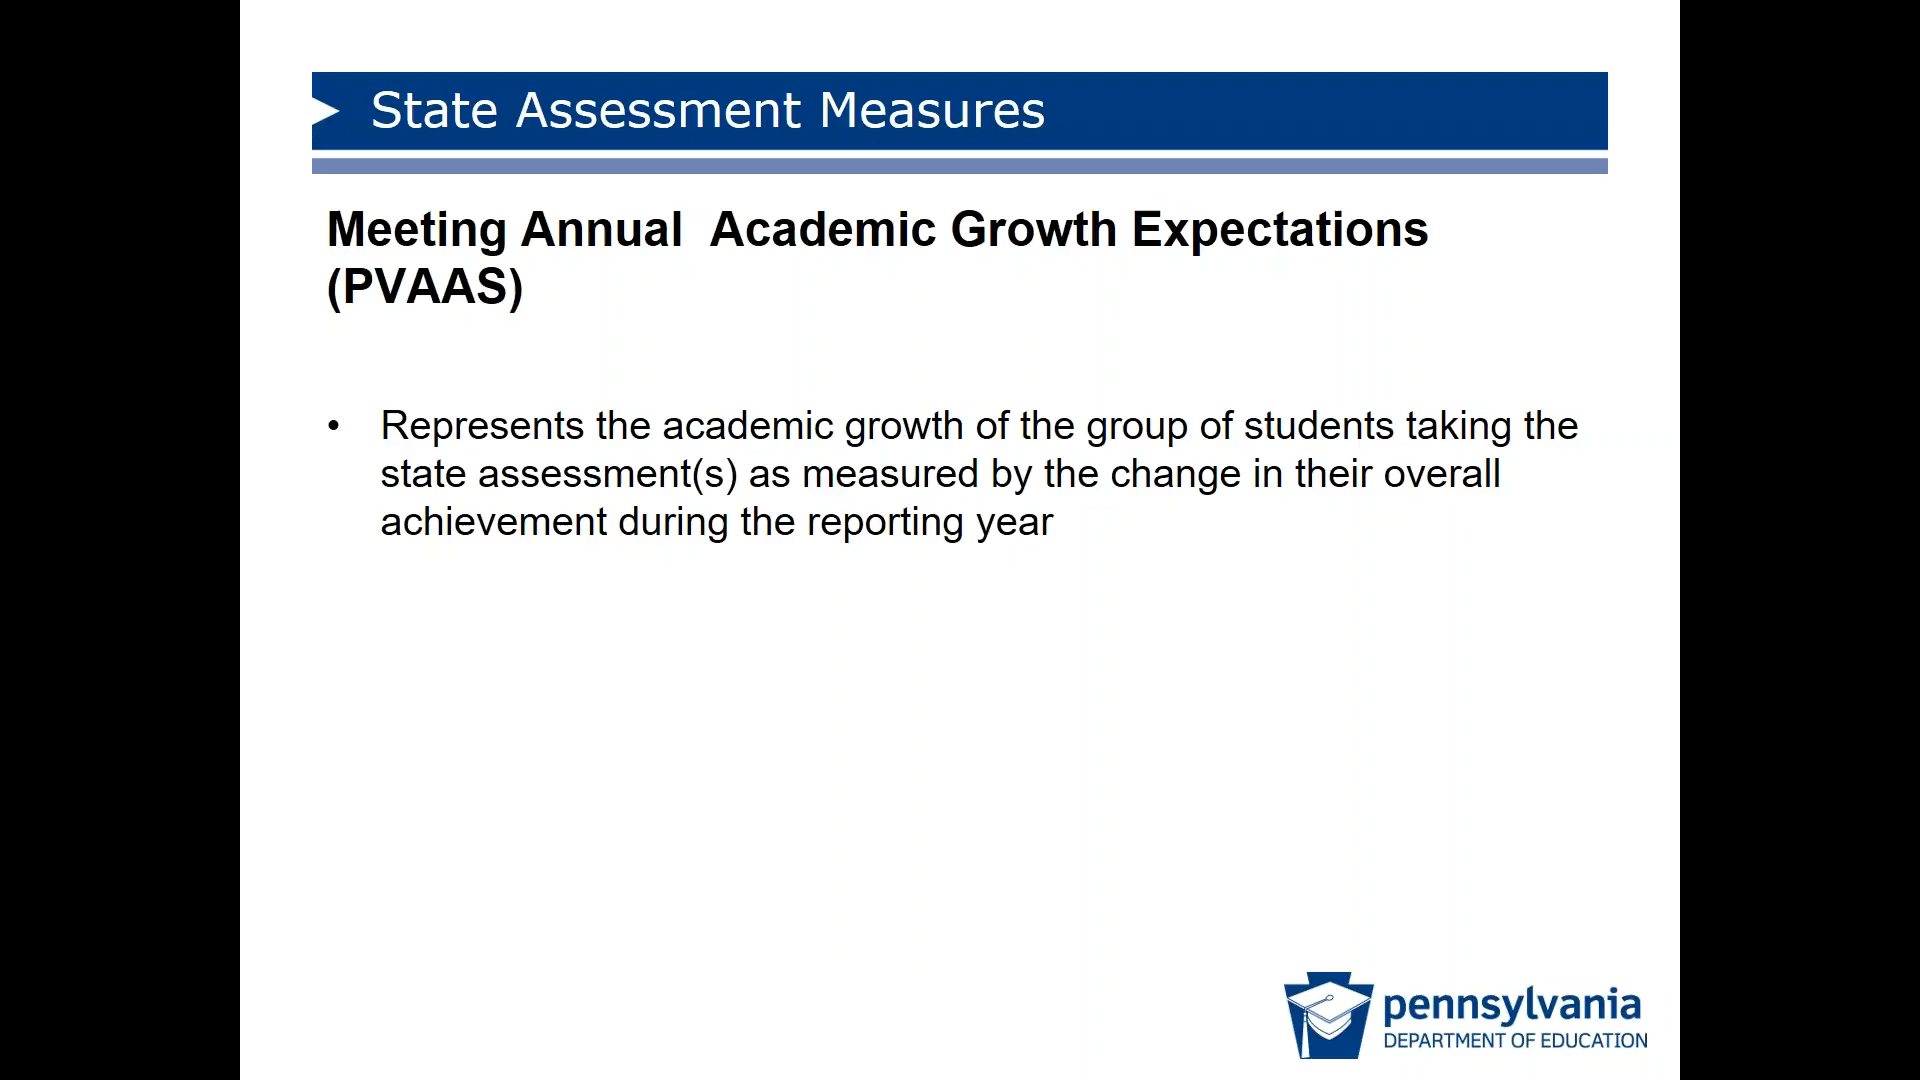 State Assessment Measures
Meeting Annual  Academic Growth Expectations
(PVAAS)
• Represents the academic growth of the group of students taking the
state assessment(s) as measured by the change in their overall
achievement during the reporting year
pennsylvania
DEPARTMENT OF EDUCATION